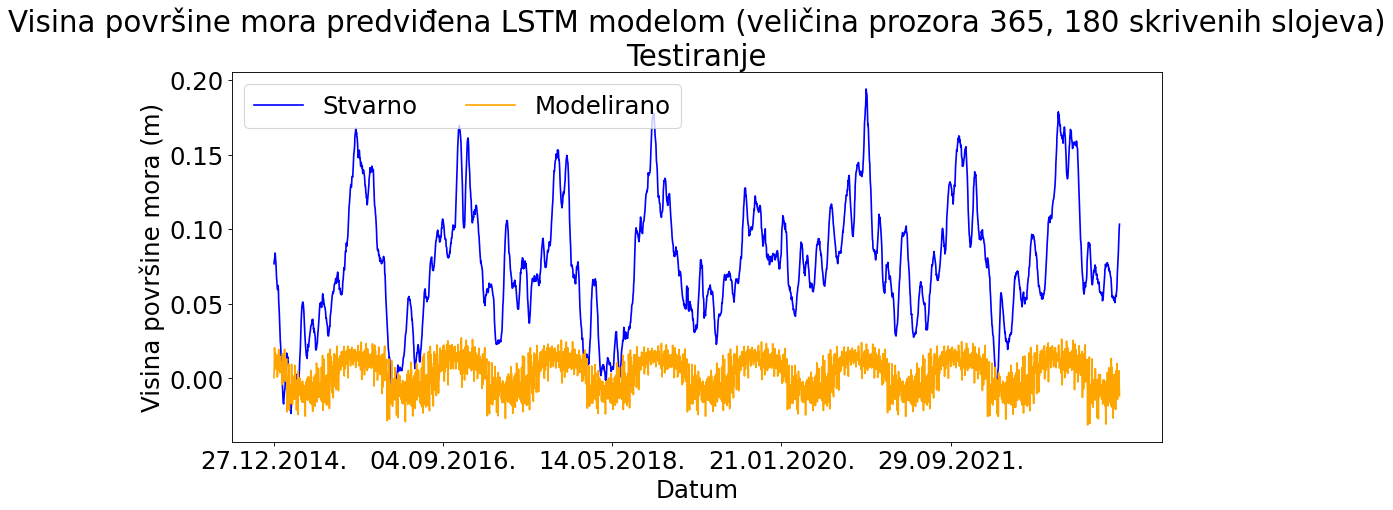 Visina površine mora predviđena LSTM modelom (veličina prozora 365, 180 skrivenih slojeva)
Testiranje
Stvarno
Modelirano
Visina površine mora (m)
0.20
0.15
0.10
0.05
0.00
27.12.2014.
04.09.2016.
14.05.2018.
21.01.2020.
29.09.2021.
Datum